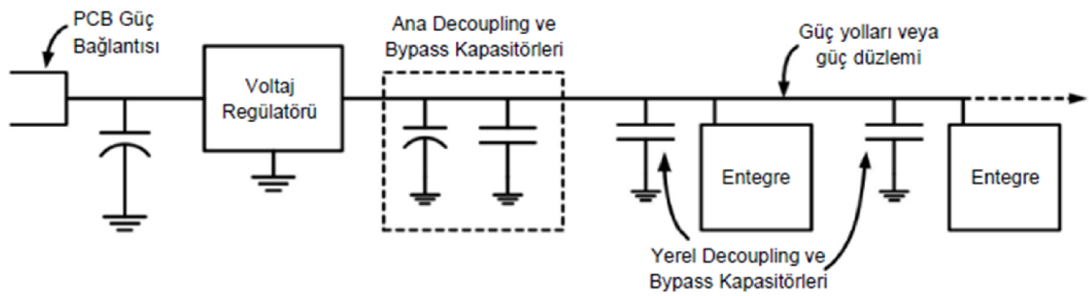 PCB Güç
Bağlantısı
Voltaj
Regülatörü
Ana Decoupling ve
Bypass Kapasitörleri
Güç yolları veya
güç düzlemi
Entegre
Entegre
Yerel Decoupling ve
Bypass Kapasitörleri